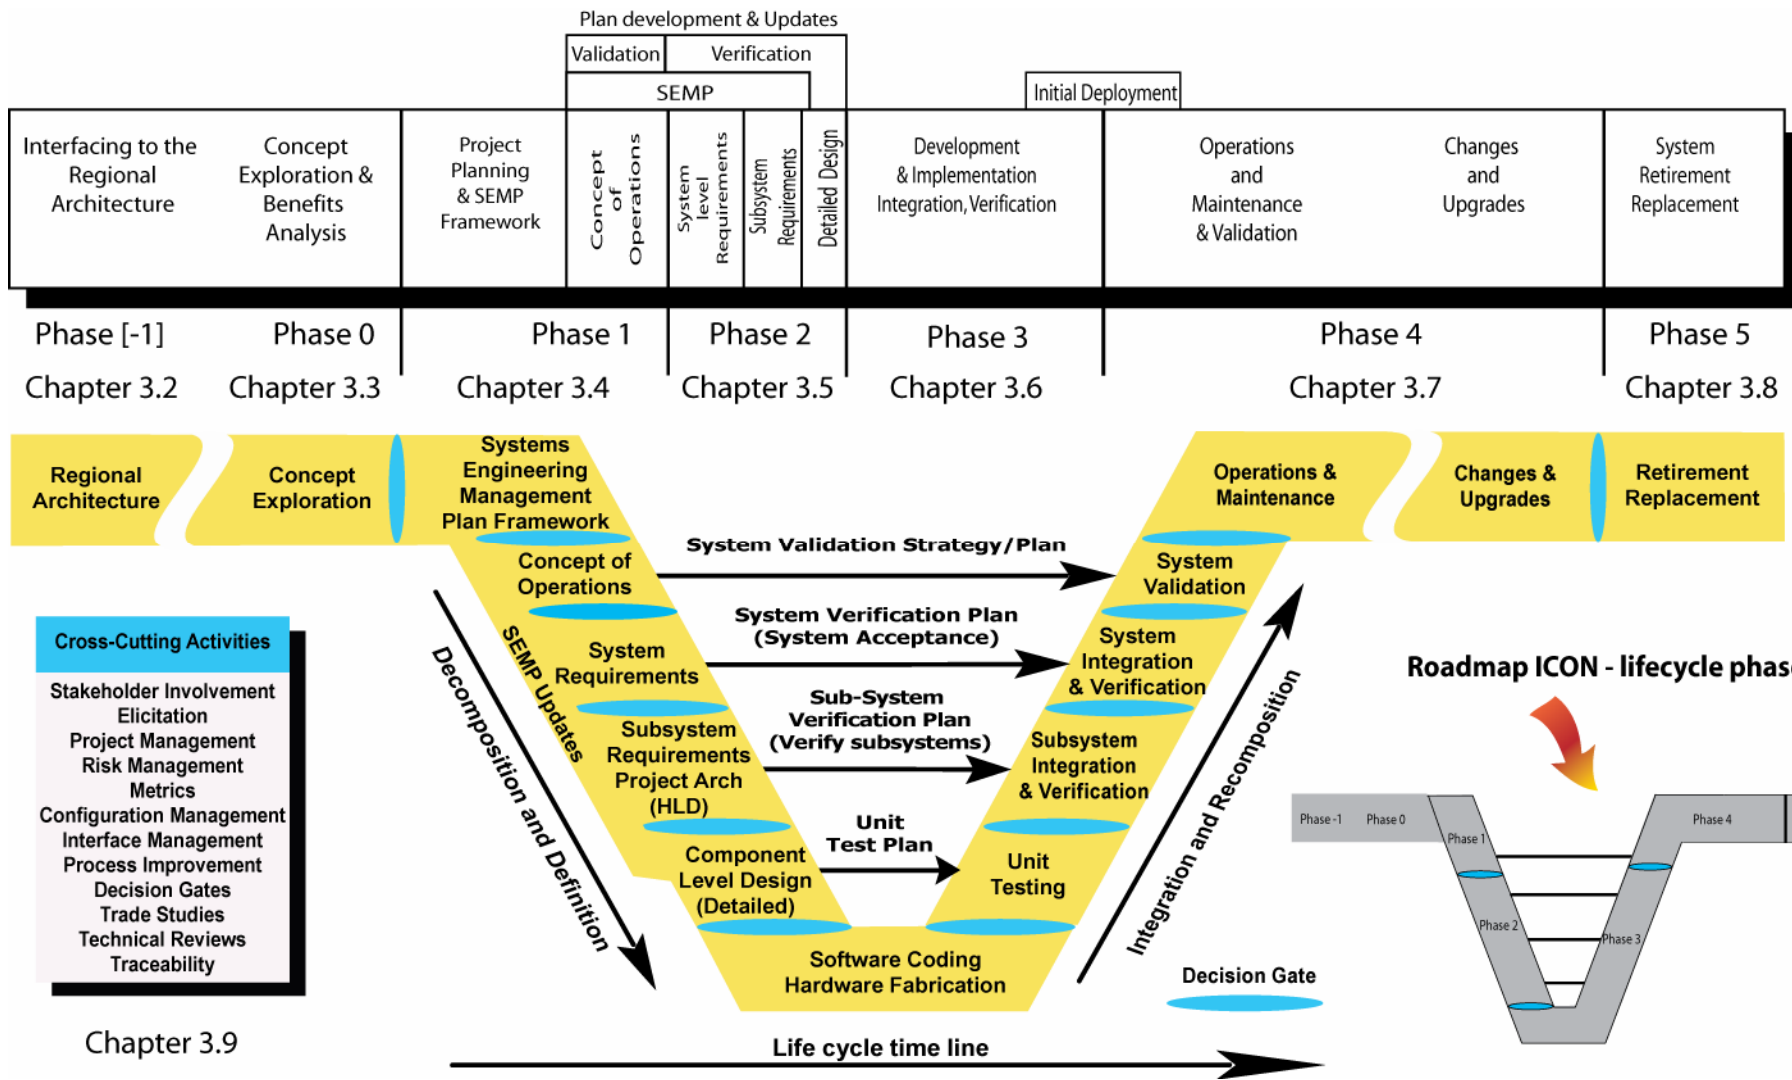 Plan development & Updates
Validation
Verification
SEMP
Initial Deployment
Interfacing to the
Regional
Architecture
Concept
Exploration &
Benefits
Analysis
Project
Planning
& SEMP
Framework
Concept
of
Operations
System
level
Requirements
Subsystem
Requirements
Detailed Design
Development
& Implementation
Integration, Verification
Operations
and
Maintenance
& Validation
Changes
and
Upgrades
System
Retirement
Replacement
Phase [-1]
Phase 0
Phase 1
Phase 2
Phase 3
Phase 4
Phase 5
Chapter 3.2
Chapter 3.3
Chapter 3.4
Chapter 3.5
Chapter 3.6
Chapter 3.7
Chapter 3.8
Regional
Architecture
Concept
Exploration
Systems
Engineering
Management
Plan Framework
Operations &
Maintenance
Changes &
Upgrades
Retirement
Replacement
Concept of
Operations
System Validation Strategy/Plan
System
Validation
SEMP Updates
System
Requirements
System Verification Plan
(System Acceptance)
System
Integration
& Verification
Subsystem
Requirements
Project Arch
(HLD)
Sub-System
Verification Plan
(Verify subsystems)
Subsystem
Integration
& Verification
Component
Level Design
(Detailed)
Unit
Test Plan
Unit
Testing
Software Coding
Hardware Fabrication
Decomposition and Definition
Integration and Recomposition
Cross-Cutting Activities
Stakeholder Involvement
Elicitation
Project Management
Risk Management
Metrics
Configuration Management
Interface Management
Process Improvement
Decision Gates
Trade Studies
Technical Reviews
Traceability
Chapter 3.9
Decision Gate
Life cycle time line
Roadmap ICON - lifecycle phase
Phase -1
Phase 0
Phase 1
Phase 2
Phase 3
Phase 4